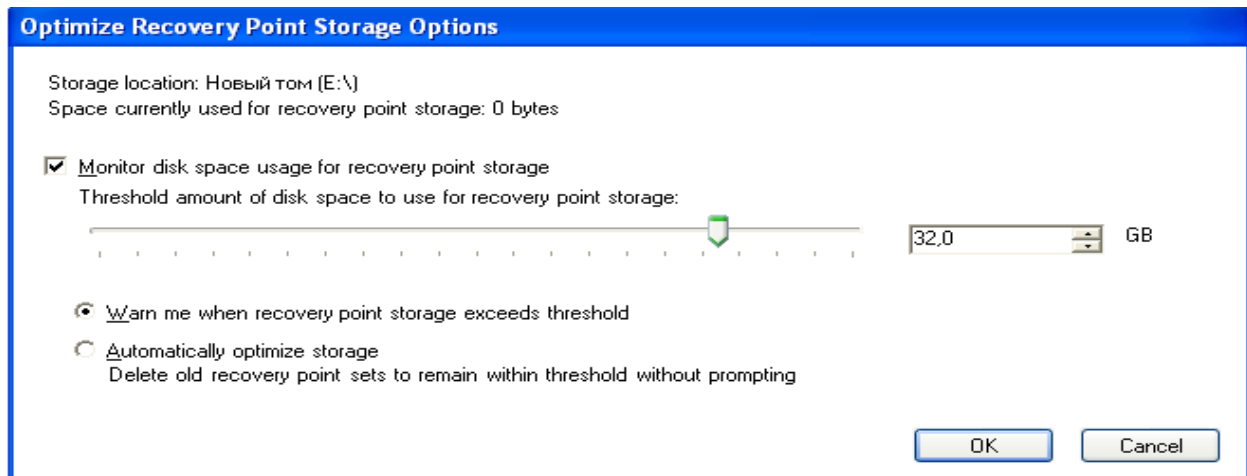 Optimize Recovery Point Storage Options
Storage location: Новый том (E:\)
Space currently used for recovery point storage: 0 bytes
Monitor disk space usage for recovery point storage
Threshold amount of disk space to use for recovery point storage:
32,0 GB
Warn me when recovery point storage exceeds threshold
Automatically optimize storage
Delete old recovery point sets to remain within threshold without prompting
OK Cancel